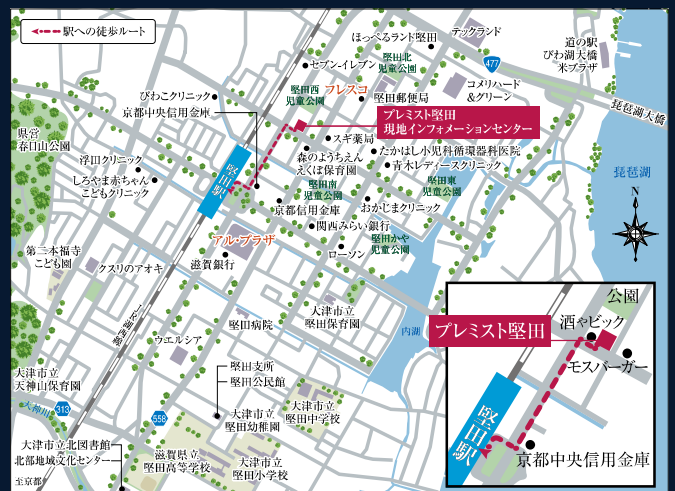 駅への徒歩ルート
ほっぺるランド堅田
テックランド
477
道の駅
びわ湖大橋
米プラザ
セブン-イレブン
堅田北
児童公園
コメリハード
&グリーン
堅田西
児童公園
フレスコ
堅田郵便局
琵琶湖大橋
びわこクリニック
京都中央信用金庫
プレミスト堅田
現地インフォメーションセンター
県営
春日山公園
スギ薬局
たかはし小児科循環器科医院
森のようちえん
えくぼ保育園
青木レディースクリニック
浮田クリニック
しろやま赤ちゃん
こどもクリニック
堅田駅
堅田南
児童公園
堅田東
児童公園
琵琶湖
N
京都信用金庫
おかじまクリニック
関西みらい銀行
アル・プラザ
堅田かや
児童公園
ローソン
滋賀銀行
第二本福寺
こども園
クスリのアオキ
JR湖西線
大津市立
堅田保育園
堅田病院
内湖
ウエルシア
大津市立
天神山保育園
堅田支所
堅田公民館
大神川
313
558
大津市立
堅田幼稚園
大津市立
堅田中学校
大津市立北図書館
北部地域文化センター
滋賀県立
堅田高等学校
大津市立
堅田小学校
至京都
公園
酒やビック
プレミスト堅田
モスバーガー
堅田駅
京都中央信用金庫